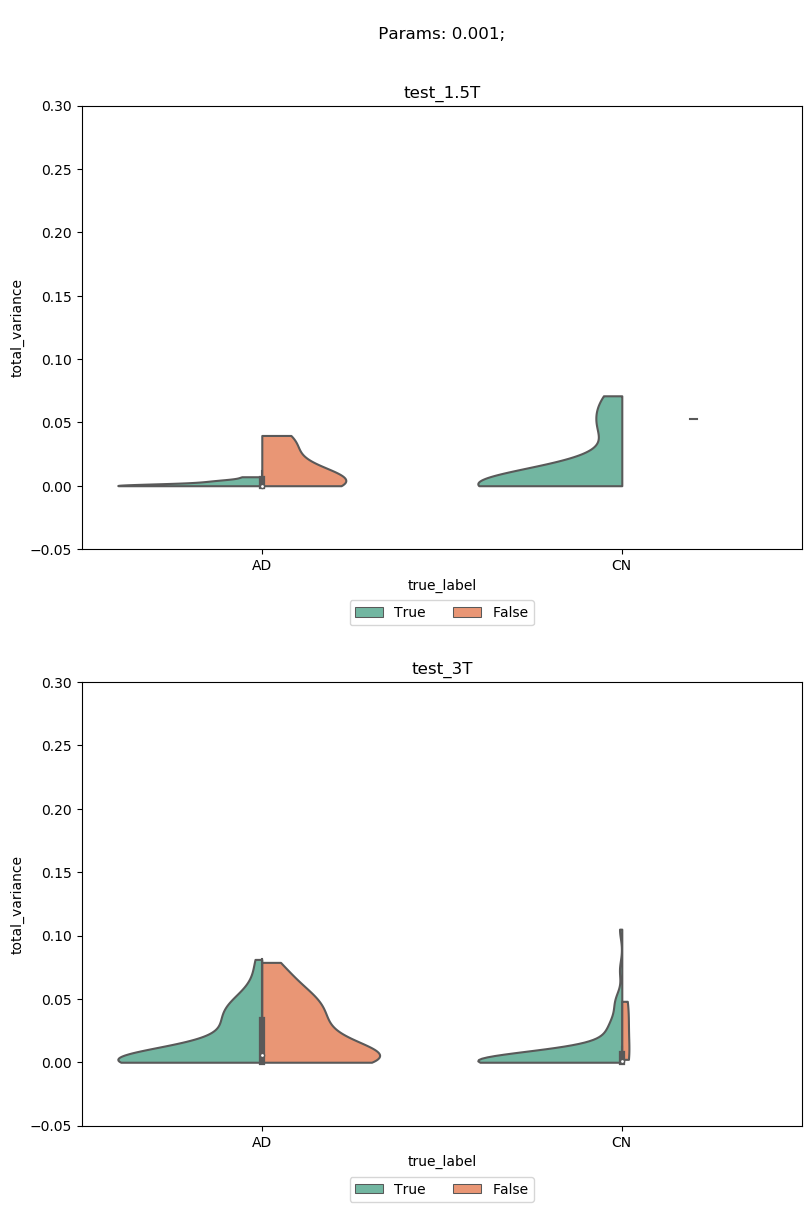 Params: 0.001;
test_1.5T
0.30
0.25
0.20
0.15
0.10
0.05
0.00
−0.05
total_variance
AD CN
true_label
True False
test_3T
0.30
0.25
0.20
0.15
0.10
0.05
0.00
−0.05
total_variance
AD CN
true_label
True False